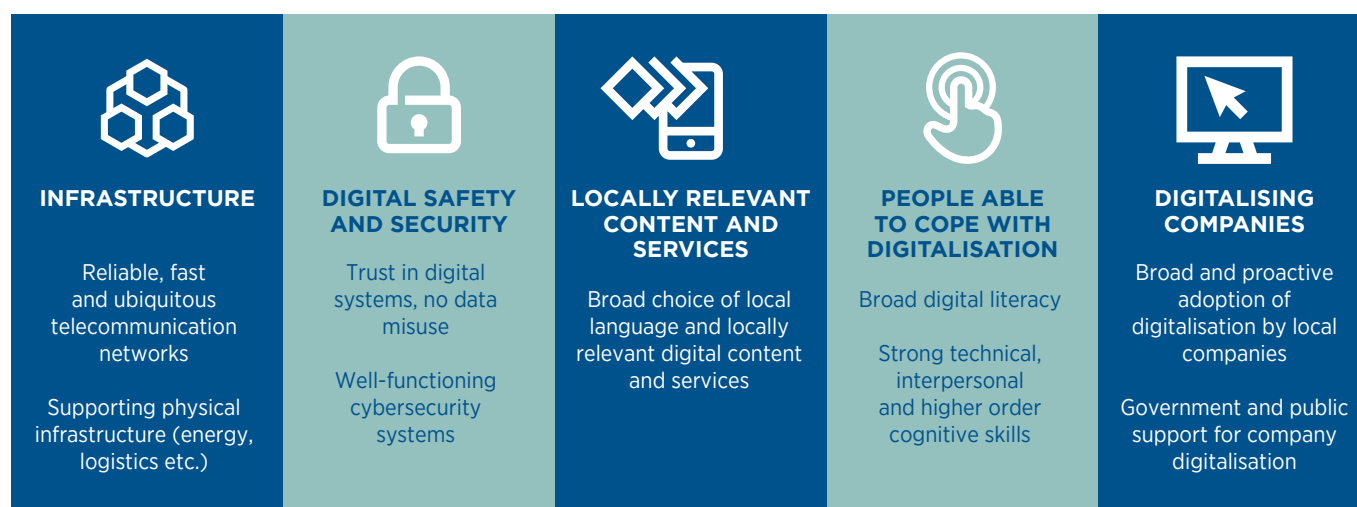 INFRASTRUCTURE
Reliable, fast
and ubiquitous
telecommunication
networks
Supporting physical
infrastructure (energy,
logistics etc.)
DIGITAL SAFETY
AND SECURITY
Trust in digital
systems, no data
misuse
Well-functioning
cybersecurity
systems
LOCALLY RELEVANT
CONTENT AND
SERVICES
Broad choice of local
language and locally
relevant digital content
and services
PEOPLE ABLE
TO COPE WITH
DIGITALISATION
Broad digital literacy
Strong technical,
interpersonal
and higher order
cognitive skills
DIGITALISING
COMPANIES
Broad and proactive
adoption of
digitalisation by local
companies
Government and public
support for company
digitalisation